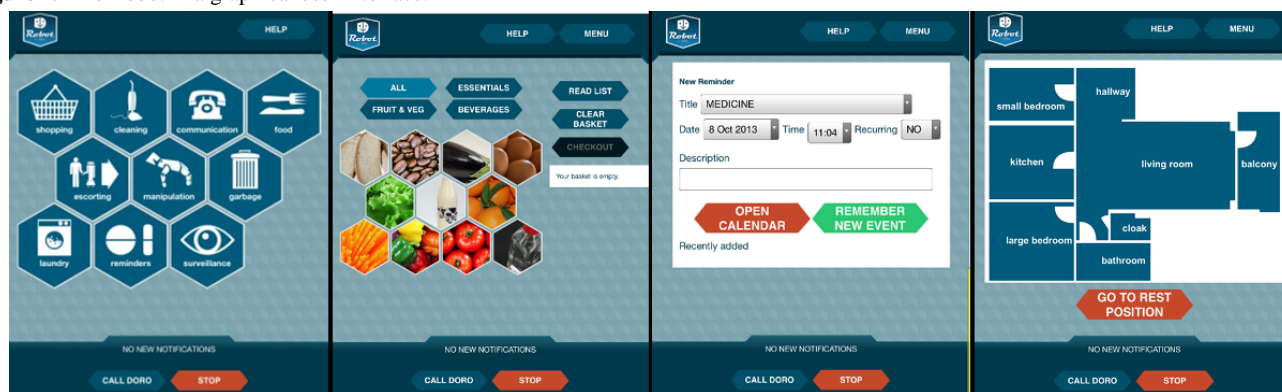 Robot
HELP
shopping
cleaning
communication
food
escorting
manipulation
garbage
laundry
reminders
surveillance
NO NEW NOTIFICATIONS
CALL DORO
STOP
Robot
HELP
MENU
ALL
ESSENTIALS
FRUIT & VEG
BEVERAGES
READ LIST
CLEAR
BASKET
CHECKOUT
Your basket is empty.
NO NEW NOTIFICATIONS
CALL DORO
STOP
Robot
HELP
MENU
New Reminder
Title MEDICINE
Date 8 Oct 2013 Time 11:04 Recurring NO
Description
OPEN
CALENDAR
REMEMBER
NEW EVENT
Recently added
NO NEW NOTIFICATIONS
CALL DORO
STOP
Robot
HELP
MENU
small bedroom
hallway
kitchen
living room
balcony
large bedroom
cloak
bathroom
GO TO REST
POSITION
NO NEW NOTIFICATIONS
CALL DORO
STOP